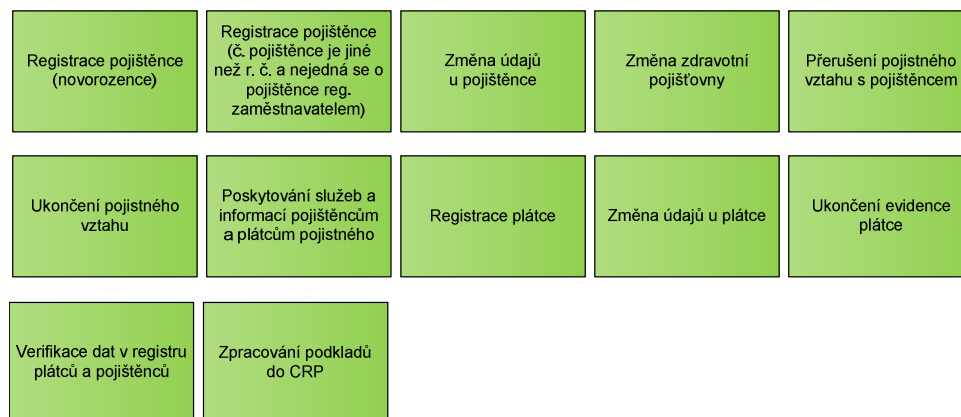 Registrace pojištěnce
(novorozence)
Registrace pojištěnce
(č. pojištěnce je jiné
než r. č. a nejedná se o
pojištěnce reg.
zaměstnavatelem)
Změna údajů
u pojištěnce
Změna zdravotní
pojišťovny
Přerušení pojistného
vztahu s pojištěncem
Ukončení pojistného
vztahu
Poskytování služeb a
informací pojištěncům
a plátcům pojistného
Registrace plátce
Změna údajů u plátce
Ukončení evidence
plátce
Verifikace dat v registru
plátců a pojištěnců
Zpracování podkladů
do CRP